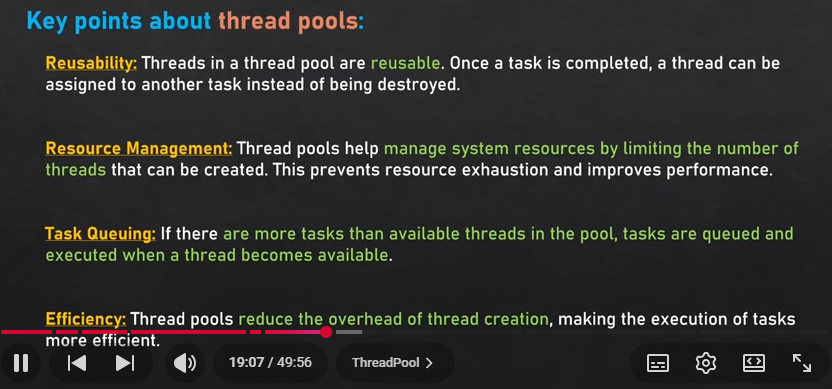 Key points about thread pools:
Reusability: Threads in a thread pool are reusable. Once a task is completed, a thread can be
assigned to another task instead of being destroyed.
Resource Management: Thread pools help manage system resources by limiting the number of
threads that can be created. This prevents resource exhaustion and improves performance.
Task Queuing: If there are more tasks than available threads in the pool, tasks are queued and
executed when a thread becomes available.
Efficiency: Thread pools reduce the overhead of thread creation, making the execution of tasks
more efficient.
19:07 / 49:56 ThreadPool